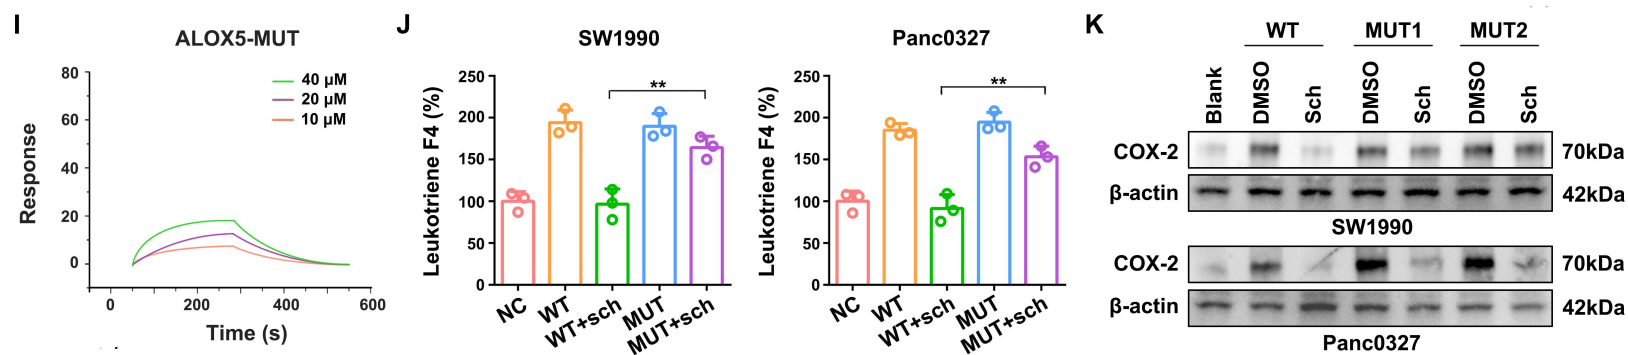 I
ALOX5-MUT
Response
80
60
40
20
0
40 μM
20 μM
10 μM
0
200
400
600
Time (s)
J
SW1990
Leukotriene F4 (%)
250
200
150
100
50
0
**
NC
WT
WT+sch
MUT
MUT+sch
Panc0327
Leukotriene F4 (%)
250
200
150
100
50
0
**
NC
WT
WT+sch
MUT
MUT+sch
K
WT MUT1 MUT2
Blank DMSO Sch DMSO Sch DMSO Sch
COX-2 70kDa
β-actin 42kDa
SW1990
COX-2 70kDa
β-actin 42kDa
Panc0327